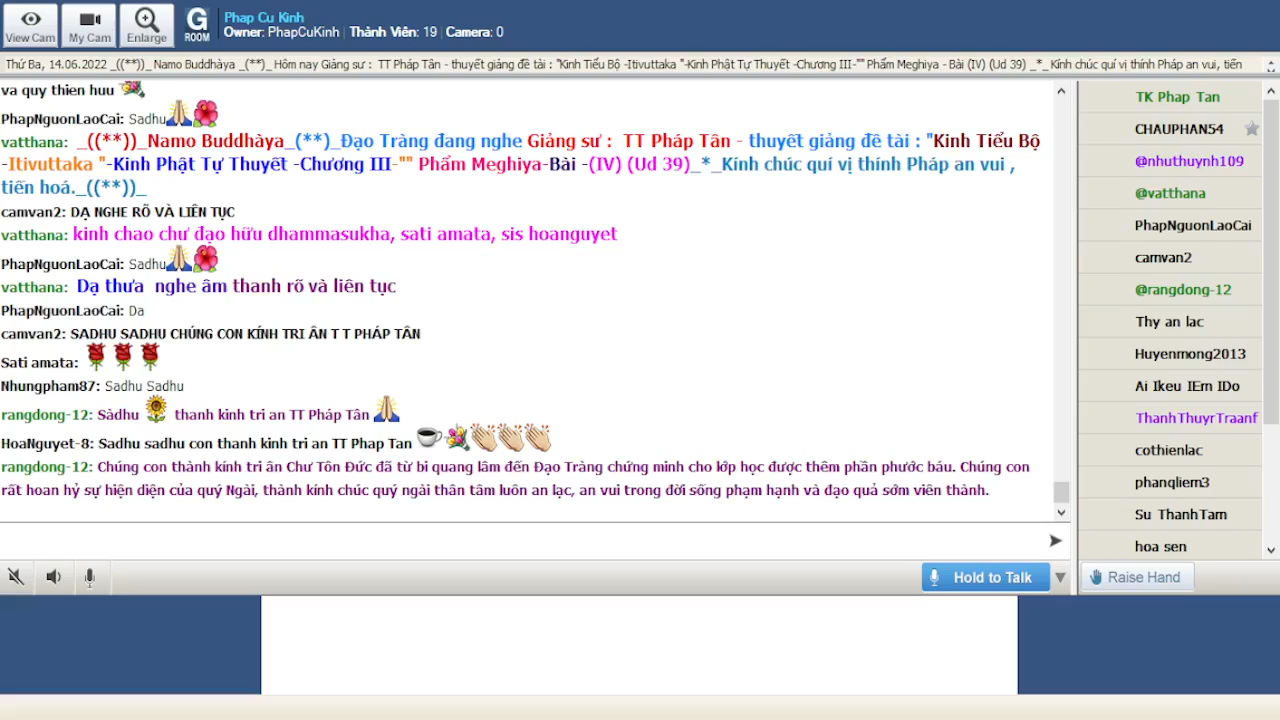 View Cam
My Cam
Enlarge
G
ROOM
Phap Cu Kinh
Owner: PhapCuKinh | Thành Viên: 19 | Camera: 0
Thứ Ba, 14.06.2022 _((**))_ Namo Buddhàya _(**)_ Hôm nay Giảng sư : TT Pháp Tân - thuyết giảng đề tài : "Kinh Tiểu Bộ -Itivuttaka "-Kinh Phật Tự Thuyết -Chương III-"" Phẩm Meghiya - Bài (IV) (Ud 39) _*_ Kính chúc quí vị thính Pháp an vui, tiến
va quy thien huu
PhapNguonLaoCai: Sadhu
vatthana: _((**))_Namo Buddhàya_(**)_Đạo Tràng đang nghe Giảng sư : TT Pháp Tân - thuyết giảng đề tài : "Kinh Tiểu Bộ
-Itivuttaka "-Kinh Phật Tự Thuyết -Chương III-"" Phẩm Meghiya-Bài -(IV) (Ud 39)_*_Kính chúc quí vị thính Pháp an vui ,
tiến hoá._((**))_
camvan2: DẠ NGHE RÕ VÀ LIÊN TỤC
vatthana: kinh chao chư đạo hữu dhammasukha, sati amata, sis hoanguyet
PhapNguonLaoCai: Sadhu
vatthana: Dạ thưa nghe âm thanh rõ và liên tục
PhapNguonLaoCai: Da
camvan2: SADHU SADHU CHÚNG CON KÍNH TRI ÂN T T PHÁP TÂN
Sati amata:
Nhungpham87: Sadhu Sadhu
rangdong-12: Sàdhu thanh kinh tri an TT Pháp Tân
HoaNguyet-8: Sadhu sadhu con thanh kinh tri an TT Phap Tan
rangdong-12: Chúng con thành kính tri ân Chư Tôn Đức đã từ bi quang lâm đến Đạo Tràng chứng minh cho lớp học được thêm phần phước báu. Chúng con
rất hoan hỷ sự hiện diện của quý Ngài, thành kính chúc quý ngài thân tâm luôn an lạc, an vui trong đời sống phạm hạnh và đạo quả sớm viên thành.
TK Phap Tan
CHAUPHAN54
@nhuthuynh109
@vatthana
PhapNguonLaoCai
camvan2
@rangdong-12
Thy an lac
Huyenmong2013
Ai Ikeu IEm IDo
ThanhThuyrTraanf
cothienlac
phanqliem3
Su ThanhTam
hoa sen
Hold to Talk
Raise Hand